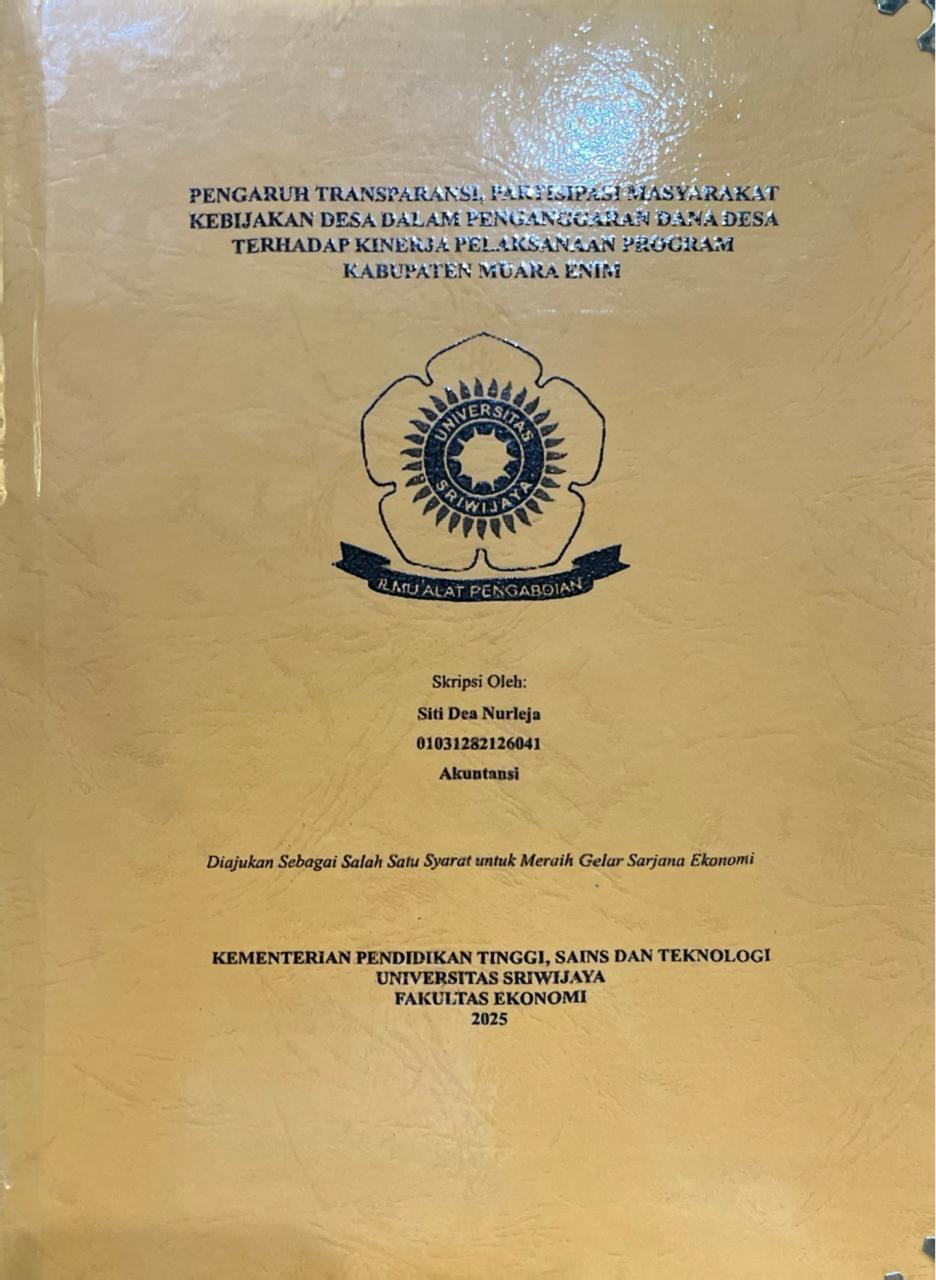 PENGARUH TRANSPARANSI, PARTISIPASI MASYARAKAT
KEBIJAKAN DESA DALAM PENGANGGARAN DANA DESA
TERHADAP KINERJA PELAKSANAAN PROGRAM
KABUPATEN MUARA ENIM
UNIVERSITAS
SRIWIJAYA
ILMU ALAT PENGABDIAN
Skripsi Oleh:
Siti Dea Nurleja
01031282126041
Akuntansi
Diajukan Sebagai Salah Satu Syarat untuk Meraih Gelar Sarjana Ekonomi
KEMENTERIAN PENDIDIKAN TINGGI, SAINS DAN TEKNOLOGI
UNIVERSITAS SRIWIJAYA
FAKULTAS EKONOMI
2025